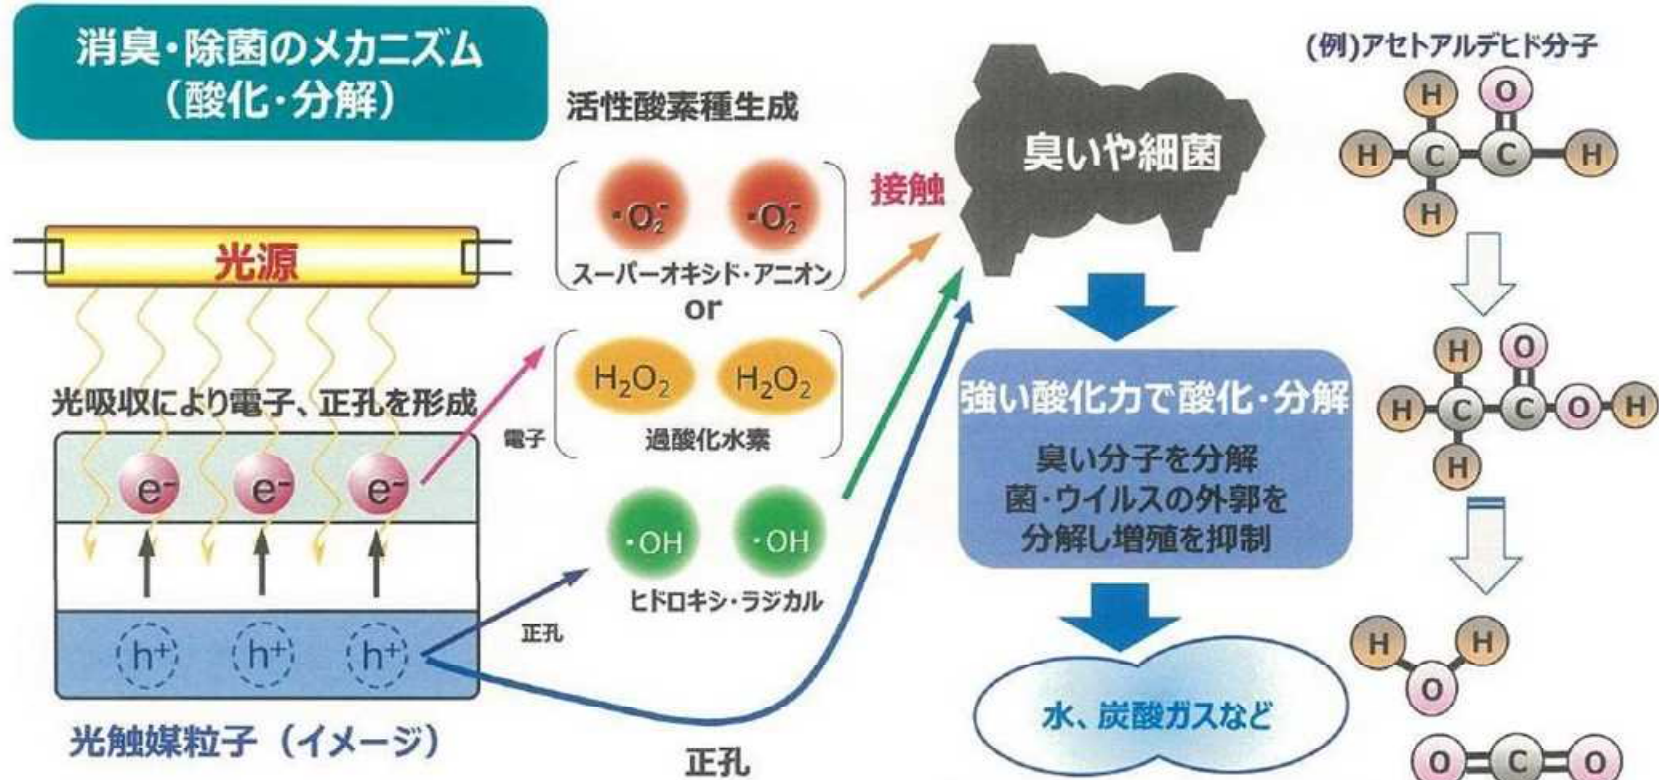 消臭・除菌のメカニズム
（酸化・分解）
活性酸素種生成
・O₂⁻ ・O₂⁻
スーパーオキシド・アニオン
or
H₂O₂ H₂O₂
過酸化水素
・OH ・OH
ヒドロキシ・ラジカル
光源
光吸収により電子、正孔を形成
e⁻ e⁻ e⁻
h⁺ h⁺ h⁺
光触媒粒子（イメージ）
電子
正孔
正孔
接触
臭いや細菌
強い酸化力で酸化・分解
臭い分子を分解
菌・ウイルスの外郭を
分解し増殖を抑制
水、炭酸ガスなど
(例)アセトアルデヒド分子
H O
H C C H
H
H O
H C C O H
H
H H
O
O C O